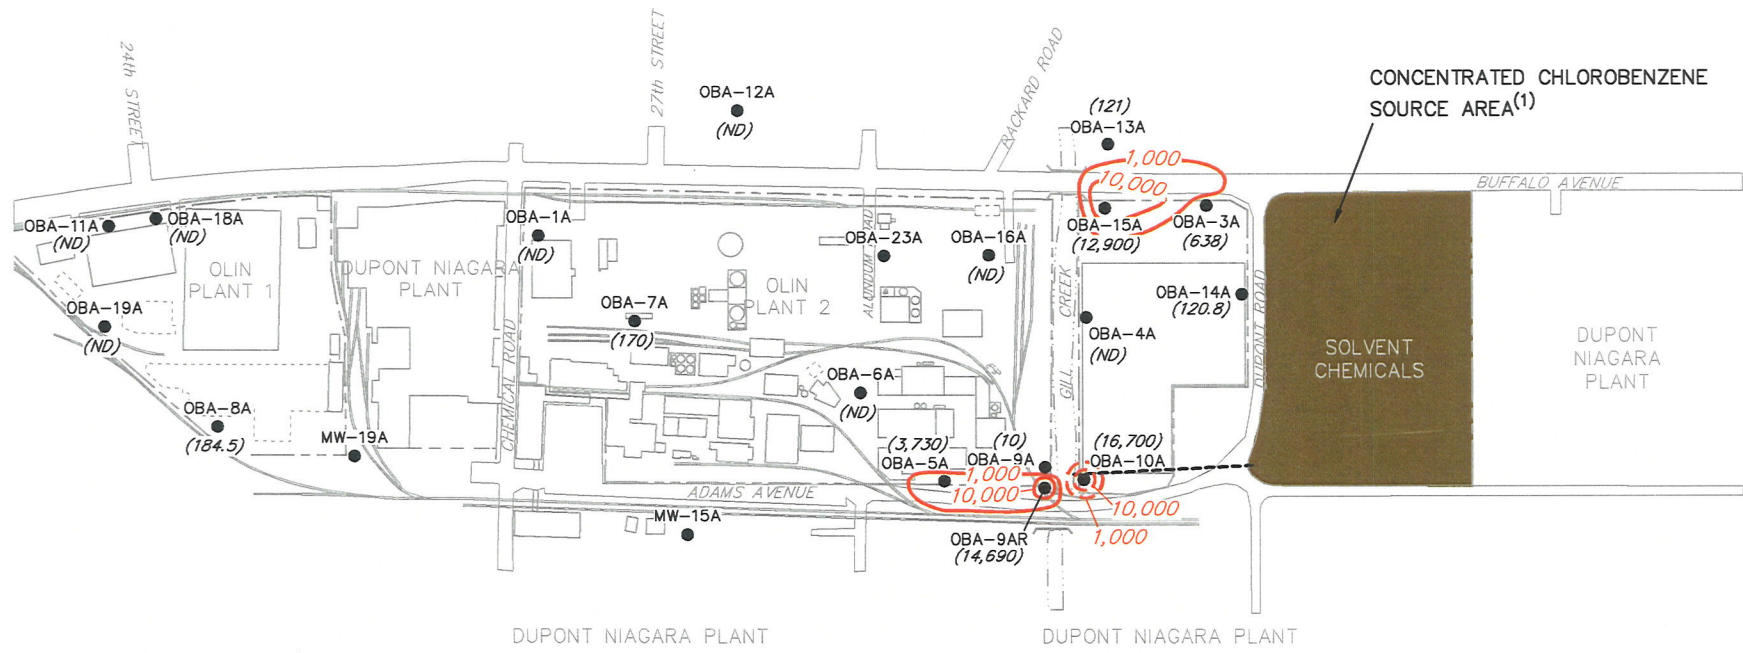 24th STREET
27th STREET
PACKARD ROAD
OBA-12A
(ND)
(121)
OBA-13A
CONCENTRATED CHLOROBENZENE
SOURCE AREA(1)
1,000
10,000
BUFFALO AVENUE
OBA-11A
(ND)
OBA-18A
(ND)
OBA-1A
(ND)
OBA-23A
OBA-16A
(ND)
OBA-15A
(12,900)
OBA-3A
(638)
OLIN
PLANT 1
DUPONT NIAGARA
PLANT
OLIN
PLANT 2
ALUNDUM ROAD
GILL CREEK
OBA-14A
(120.8)
DUPONT ROAD
OBA-19A
(ND)
OBA-7A
(170)
OBA-4A
(ND)
SOLVENT
CHEMICALS
DUPONT
NIAGARA
PLANT
CHEMICAL ROAD
OBA-6A
(ND)
OBA-8A
(184.5)
MW-19A
(3,730)
OBA-5A
(10)
OBA-9A
(16,700)
OBA-10A
1,000
10,000
ADAMS AVENUE
10,000
1,000
MW-15A
OBA-9AR
(14,690)
DUPONT NIAGARA PLANT
DUPONT NIAGARA PLANT